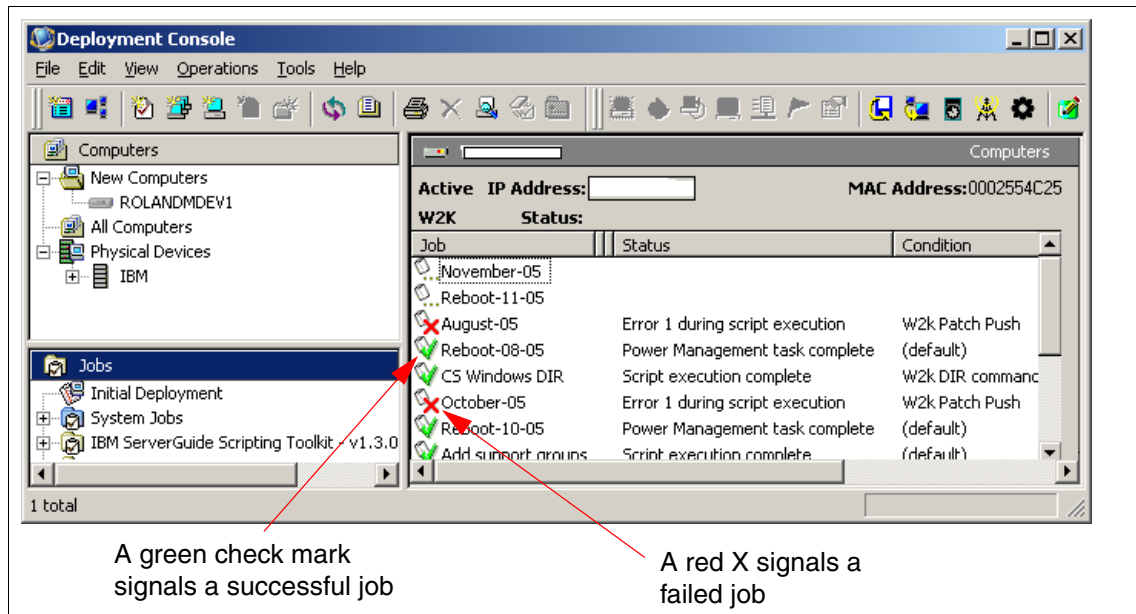 Deployment Console
File Edit View Operations Tools Help
Computers
New Computers
ROLANDMDEV1
All Computers
Physical Devices
IBM
Jobs
Initial Deployment
System Jobs
IBM ServerGuide Scripting Toolkit - v1.3.0
Computers
Active IP Address: MAC Address:0002554C25
W2K Status:
Job Status Condition
November-05
Reboot-11-05
August-05 Error 1 during script execution W2k Patch Push
Reboot-08-05 Power Management task complete (default)
CS Windows DIR Script execution complete W2k DIR command
October-05 Error 1 during script execution W2k Patch Push
Reboot-10-05 Power Management task complete (default)
Add support groups Script execution complete (default)
1 total
A green check mark
signals a successful job
A red X signals a
failed job